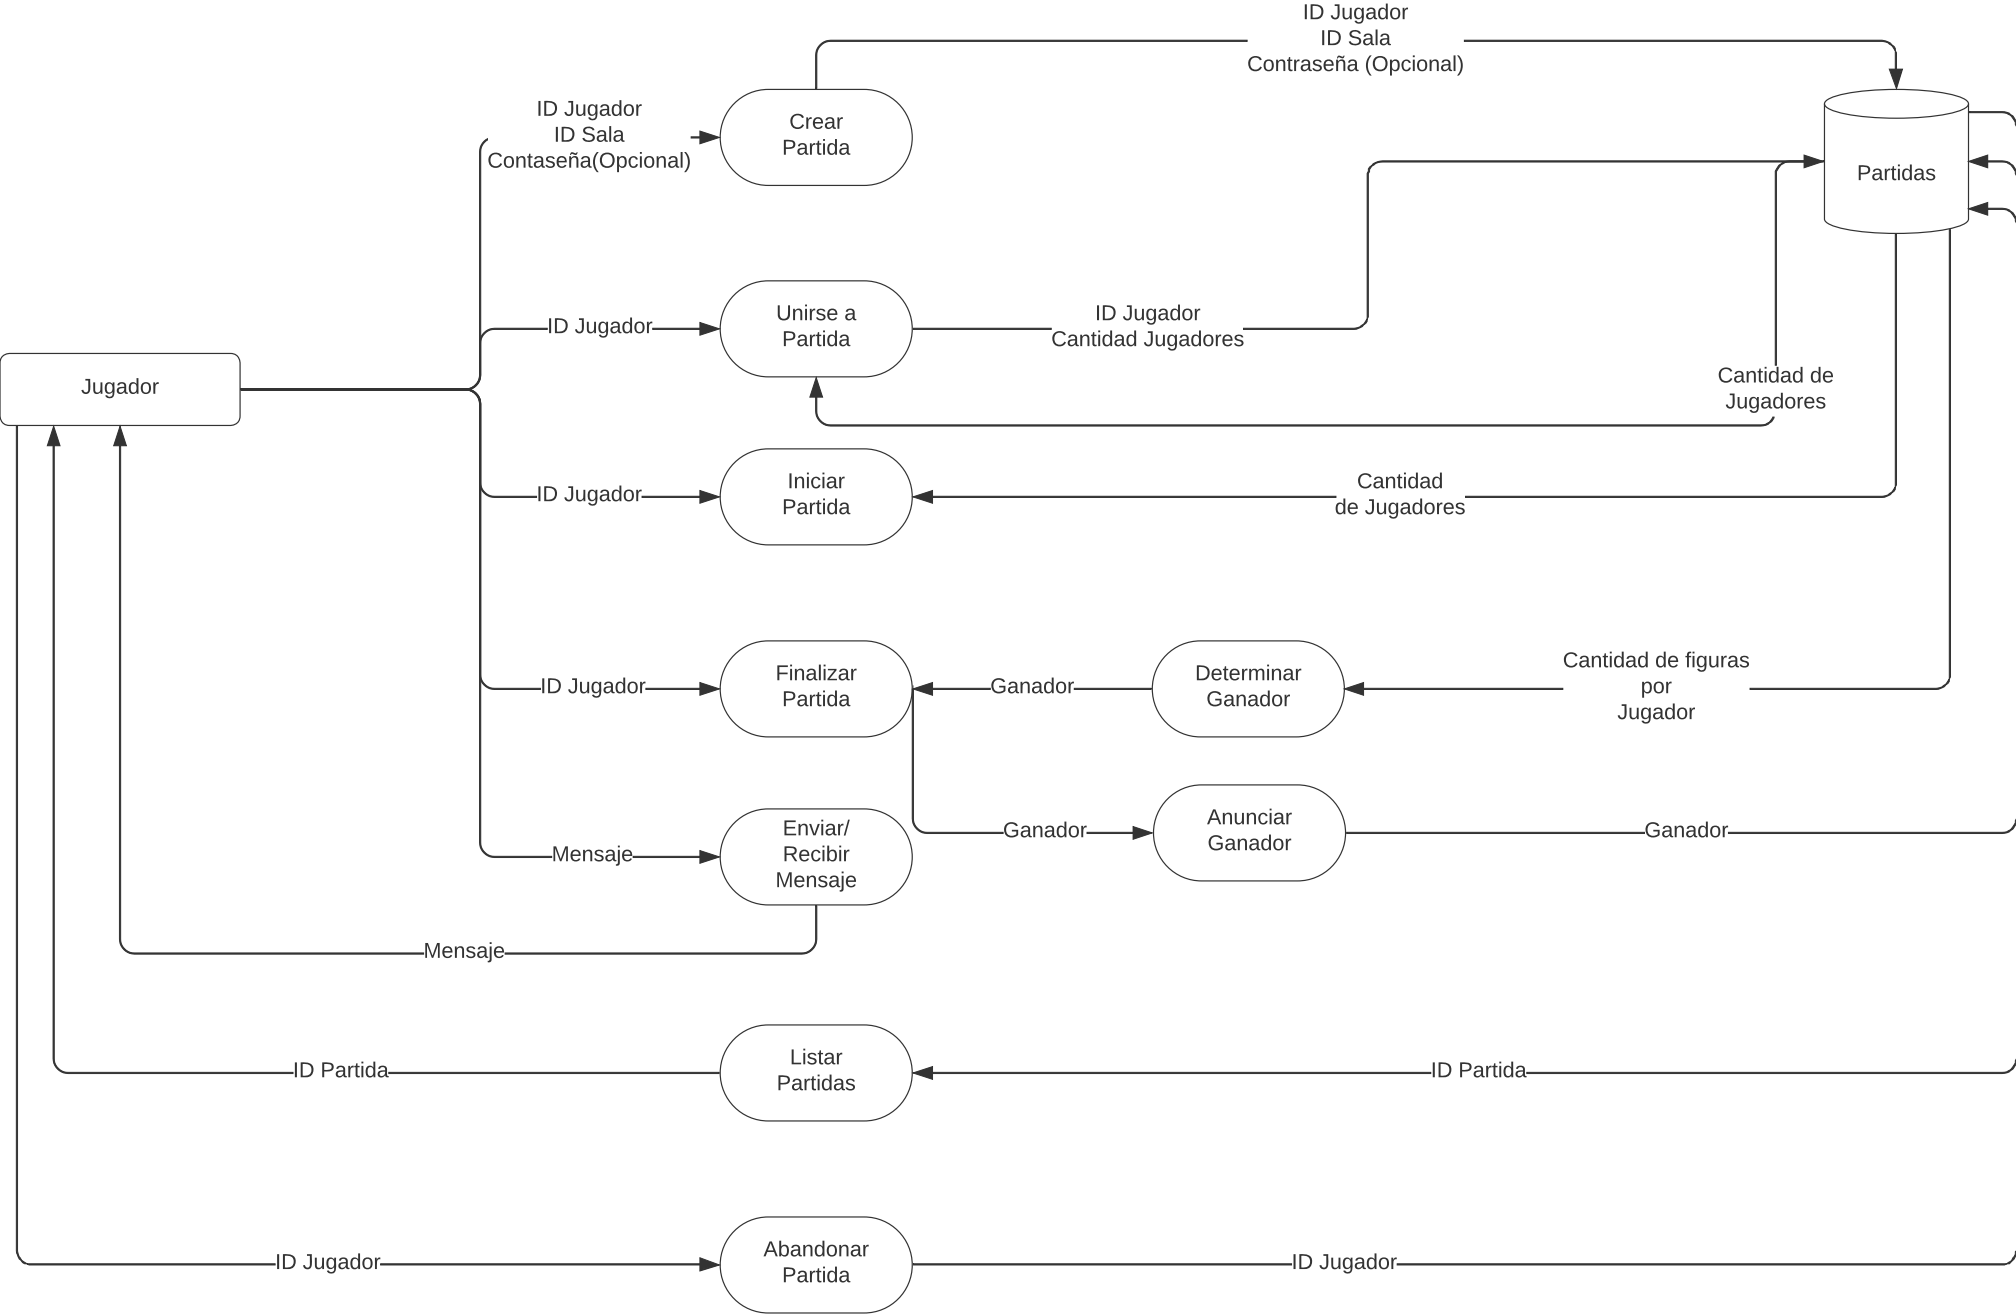 ID Jugador
ID Sala
Contraseña (Opcional)
ID Jugador
ID Sala
Contaseña(Opcional)
Crear
Partida
Partidas
Unirse a
Partida
ID Jugador
ID Jugador
Cantidad Jugadores
Jugador
Cantidad de
Jugadores
Iniciar
Partida
ID Jugador
Cantidad
de Jugadores
Finalizar
Partida
ID Jugador
Ganador
Determinar
Ganador
Cantidad de figuras
por
Jugador
Anunciar
Ganador
Ganador
Ganador
Enviar/
Recibir
Mensaje
Mensaje
Mensaje
Listar
Partidas
ID Partida
ID Partida
Abandonar
Partida
ID Jugador
ID Jugador